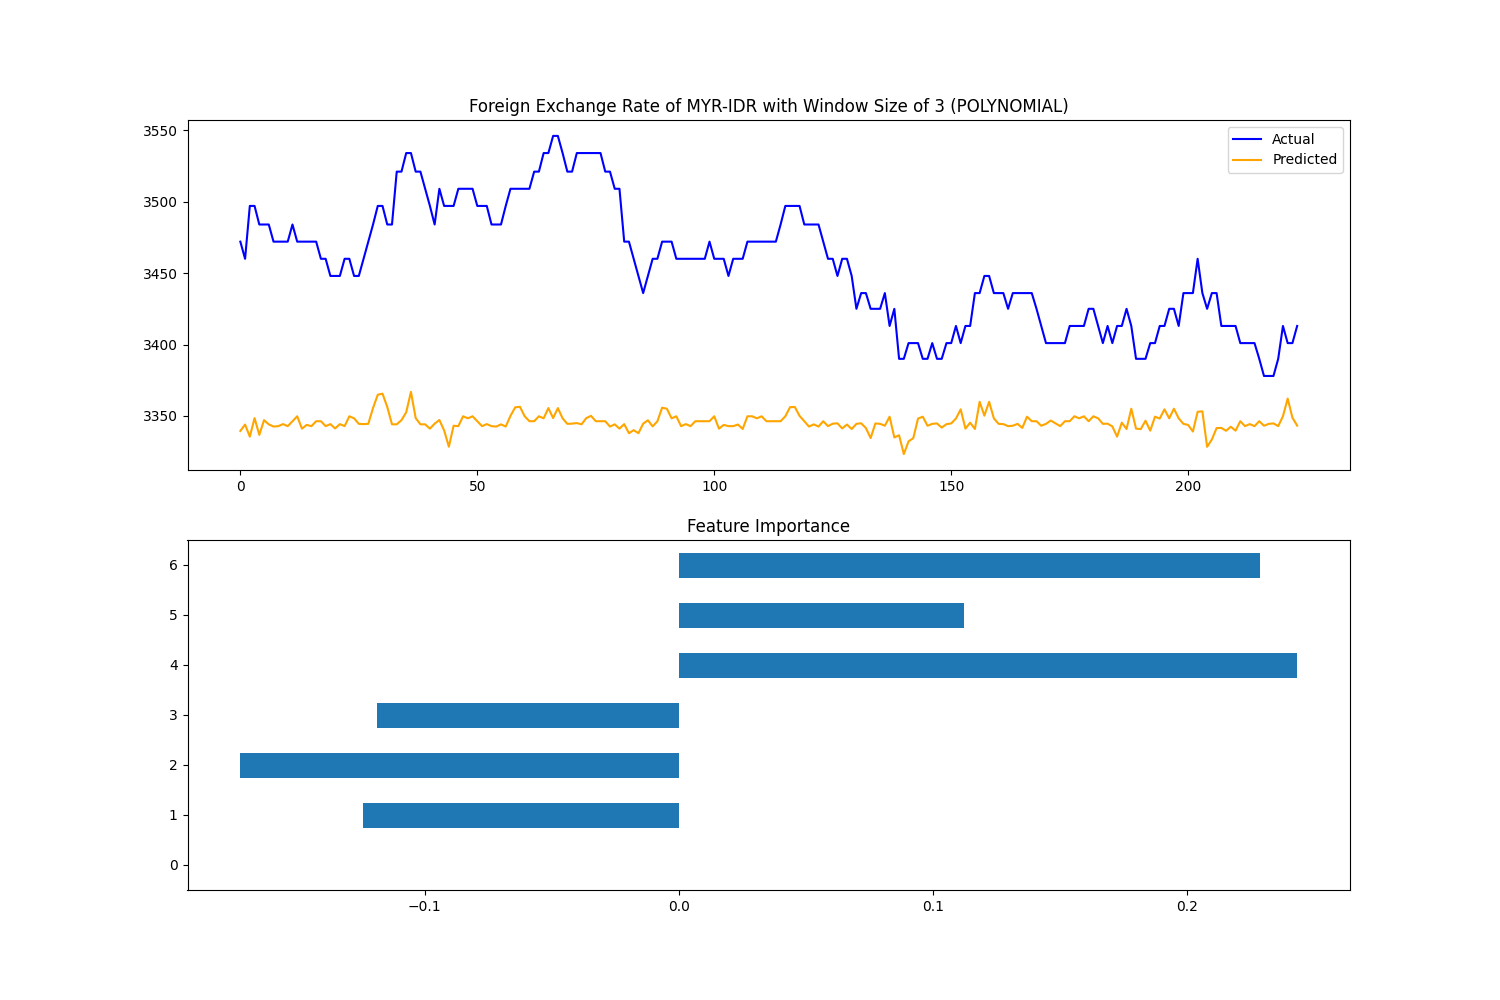 Foreign Exchange Rate of MYR-IDR with Window Size of 3 (POLYNOMIAL)
3550
3500
3450
3400
3350
Actual
Predicted
0 50 100 150 200
Feature Importance
6
5
4
3
2
1
0
−0.1 0.0 0.1 0.2